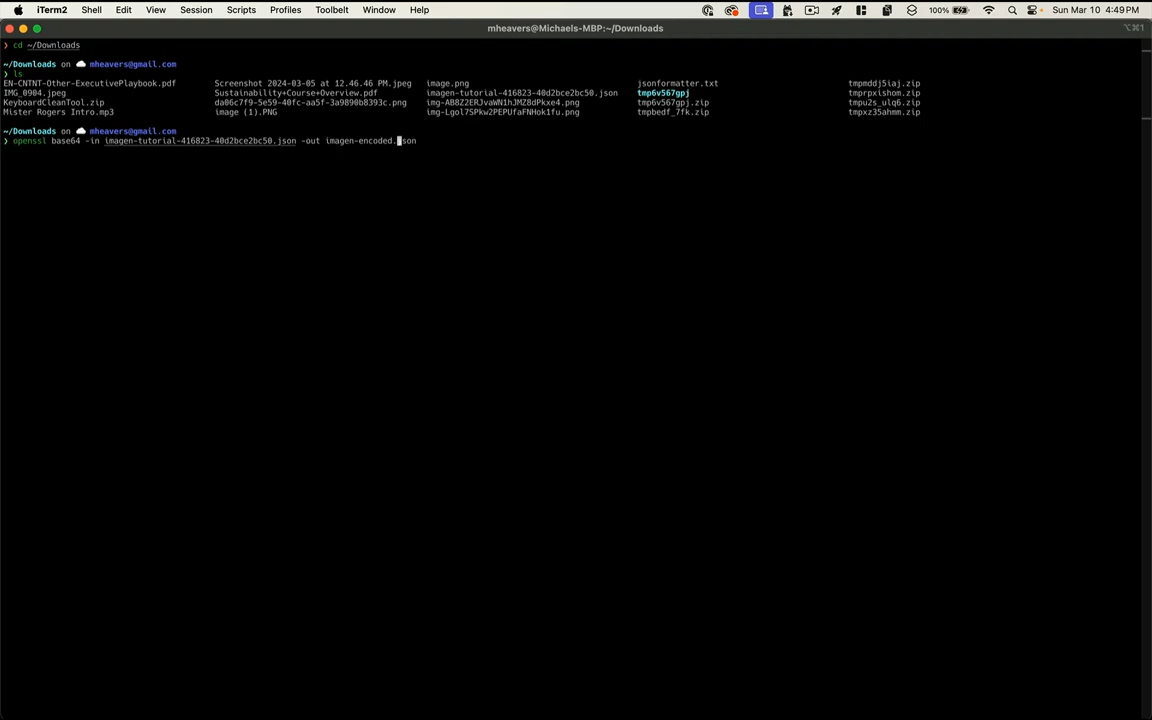 iTerm2 Shell Edit View Session Scripts Profiles Toolbelt Window Help 100% Sun Mar 10 4:49 PM
mheavers@Michaels-MBP:~/Downloads ⌥⌘1
❯ cd ~/Downloads
~/Downloads on mheavers@gmail.com
❯ ls
EN-CNTNT-Other-ExecutivePlaybook.pdf Screenshot 2024-03-05 at 12.46.46 PM.jpeg image.png jsonformatter.txt tmpmddj5iaj.zip
IMG_0904.jpeg Sustainability+Course+Overview.pdf imagen-tutorial-416823-40d2bce2bc50.json tmp6v567gpj tmprpxishom.zip
KeyboardCleanTool.zip da06c7f9-5e59-40fc-aa5f-3a9890b8393c.png img-AB8Z2ERJvaWN1hJMZ8dPkxe4.png tmp6v567gpj.zip tmpu2s_ulq6.zip
Mister Rogers Intro.mp3 image (1).PNG img-Lgol7SPkw2PEPUfaFNHok1fu.png tmpbedf_7fk.zip tmpxz35ahmm.zip
~/Downloads on mheavers@gmail.com
❯ openssl base64 -in imagen-tutorial-416823-40d2bce2bc50.json -out imagen-encoded.json